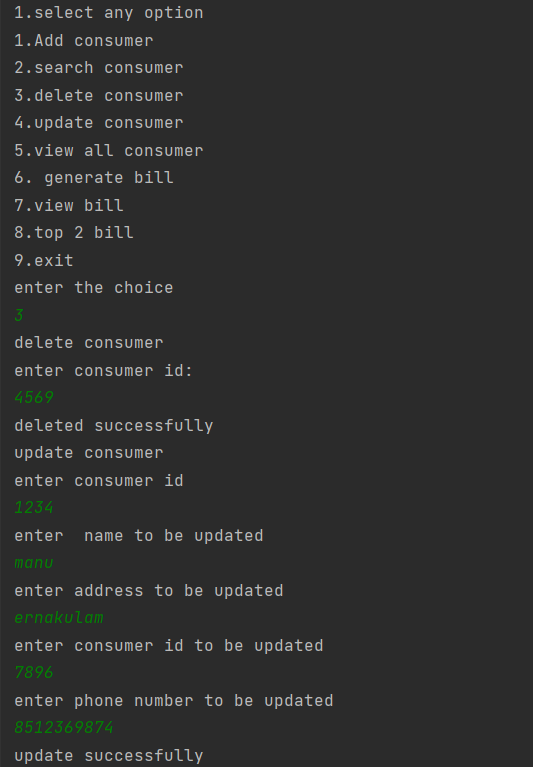 1.select any option
1.Add consumer
2.search consumer
3.delete consumer
4.update consumer
5.view all consumer
6. generate bill
7.view bill
8.top 2 bill
9.exit
enter the choice
3
delete consumer
enter consumer id:
4569
deleted successfully
update consumer
enter consumer id
1234
enter  name to be updated
manu
enter address to be updated
ernakulam
enter consumer id to be updated
7896
enter phone number to be updated
8512369874
update successfully